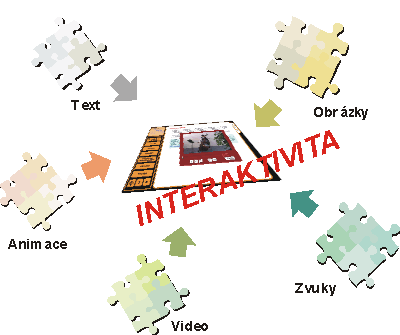 Text
Obrázky
INTERAKTIVITA
Animace
Zvuky
Video